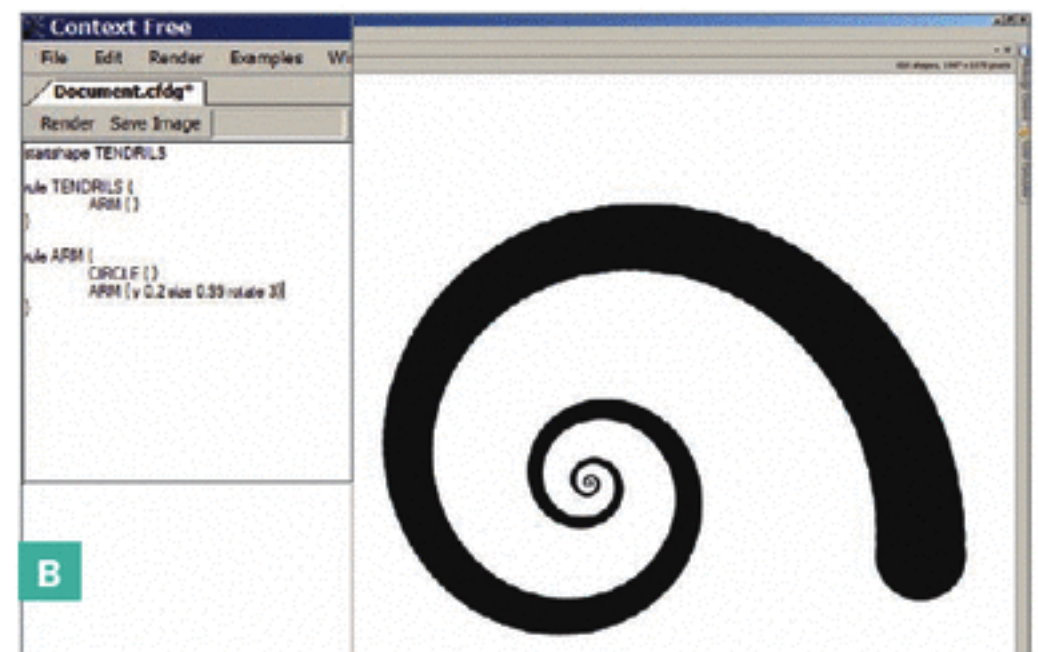 Context Free
File Edit Render Examples Wi
Document.cfdg*
Render Save Image
startshape TENDRILS
rule TENDRILS {
ARM { }
}
rule ARM {
CIRCLE { }
ARM { y 0.2 size 0.99 rotate 3}
}
B